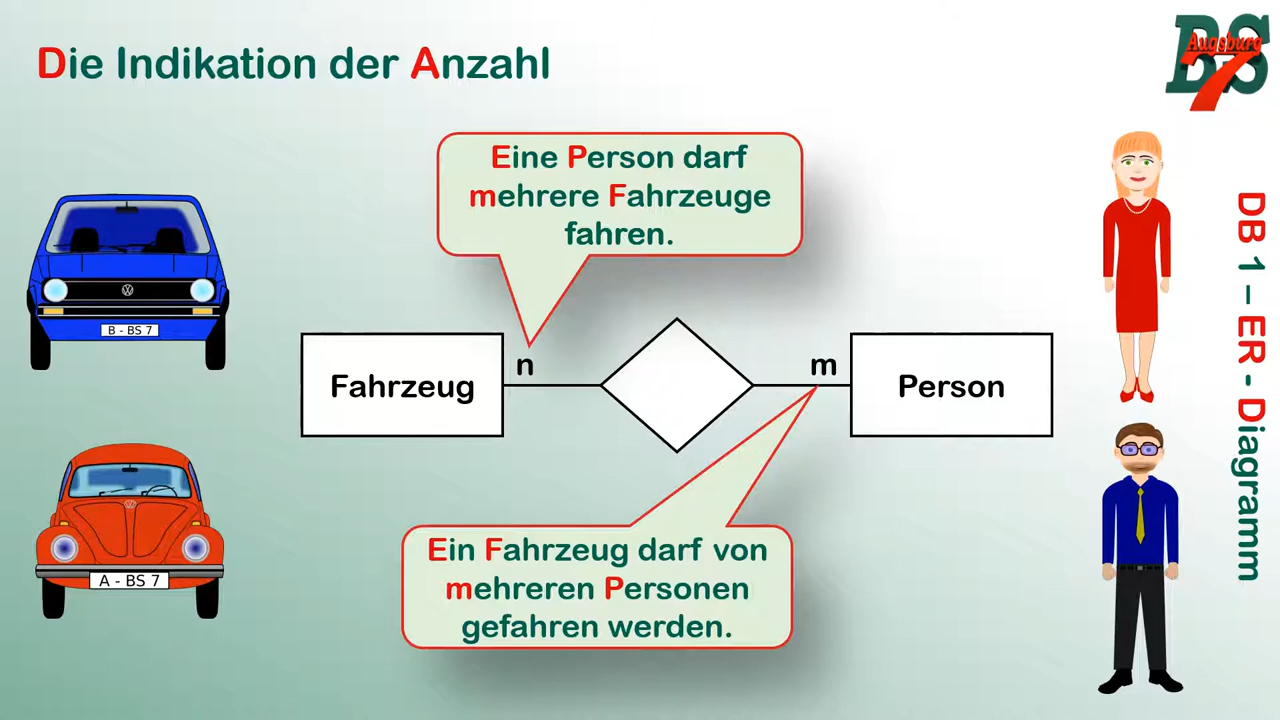 Die Indikation der Anzahl
BS
Augsburg
7
Eine Person darf
mehrere Fahrzeuge
fahren.
B - BS 7
Fahrzeug
n
m
Person
Ein Fahrzeug darf von
mehreren Personen
gefahren werden.
A - BS 7
DB 1 – ER - Diagramm